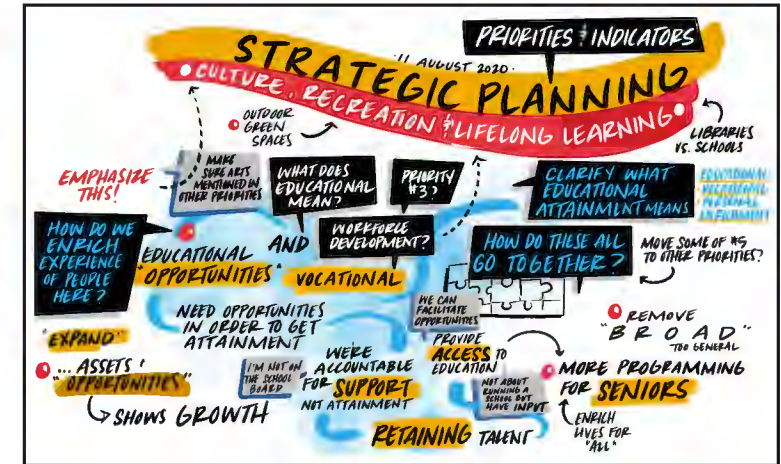 PRIORITIES & INDICATORS
STRATEGIC PLANNING
11 AUGUST 2020.
CULTURE, RECREATION & LIFELONG LEARNING
OUTDOOR
GREEN
SPACES
LIBRARIES
VS. SCHOOLS
EMPHASIZE
THIS!
MAKE
SURE ARTS
MENTIONED IN
OTHER PRIORITIES
WHAT DOES
EDUCATIONAL
MEAN?
PRIORITY
#3?
WORKFORCE
DEVELOPMENT?
CLARIFY WHAT
EDUCATIONAL
ATTAINMENT MEANS
EDUCATIONAL
VOCATIONAL
PERSONAL
ENRICHMENT
HOW DO WE
ENRICH
EXPERIENCE
OF PEOPLE
HERE?
EDUCATIONAL
"OPPORTUNITIES"
AND
VOCATIONAL
HOW DO THESE ALL
GO TOGETHER?
MOVE SOME OF #5
TO OTHER PRIORITIES?
NEED OPPORTUNITIES
IN ORDER TO GET
ATTAINMENT
WE CAN
FACILITATE
OPPORTUNITIES
PROVIDE
ACCESS TO
EDUCATION
REMOVE
"BROAD"
TOO GENERAL
"EXPAND"
... ASSETS &
"OPPORTUNITIES"
SHOWS GROWTH
I'M NOT ON
THE SCHOOL
BOARD
WE'RE
ACCOUNTABLE
FOR SUPPORT
NOT ATTAINMENT
NOT ABOUT
RUNNING A
SCHOOL BUT
HAVE INPUT
MORE PROGRAMMING
FOR SENIORS
ENRICH
LIVES FOR
"ALL"
RETAINING TALENT